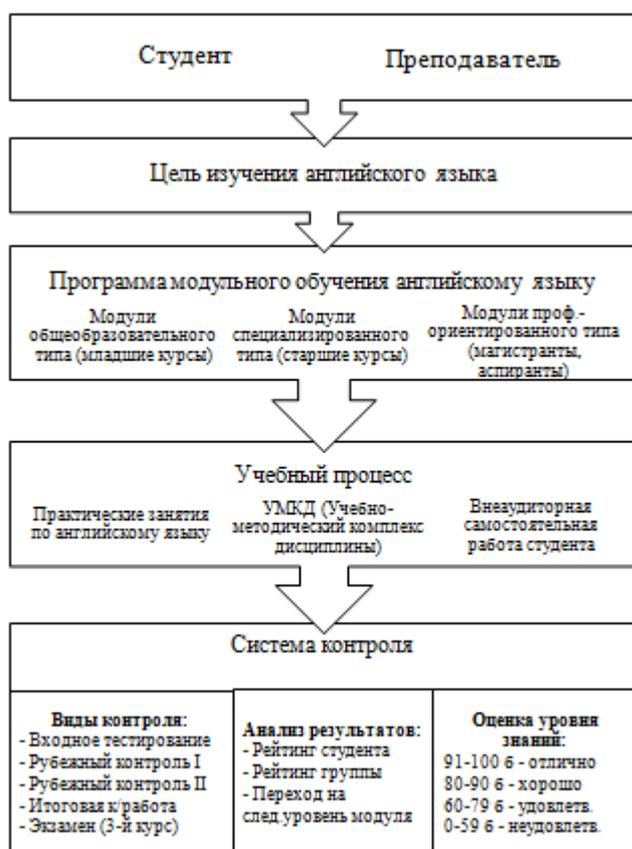 Студент
Преподаватель
Цель изучения английского языка
Программа модульного обучения английскому языку
Модули
общеобразовательного
типа (младшие курсы)
Модули
специализированного
типа (старшие курсы)
Модули проф.-
ориентированного типа
(магистранты,
аспиранты)
Учебный процесс
Практические занятия
по английскому языку
УМКД (Учебно-
методический комплекс
дисциплины)
Внеаудиторная
самостоятельная
работа студента
Система контроля
Виды контроля:
- Входное тестирование
- Рубежный контроль I
- Рубежный контроль II
- Итоговая к/работа
- Экзамен (3-й курс)
Анализ результатов:
- Рейтинг студента
- Рейтинг группы
- Переход на
след.уровень модуля
Оценка уровня
знаний:
91-100 б - отлично
80-90 б - хорошо
60-79 б - удовлетв.
0-59 б - неудовлетв.